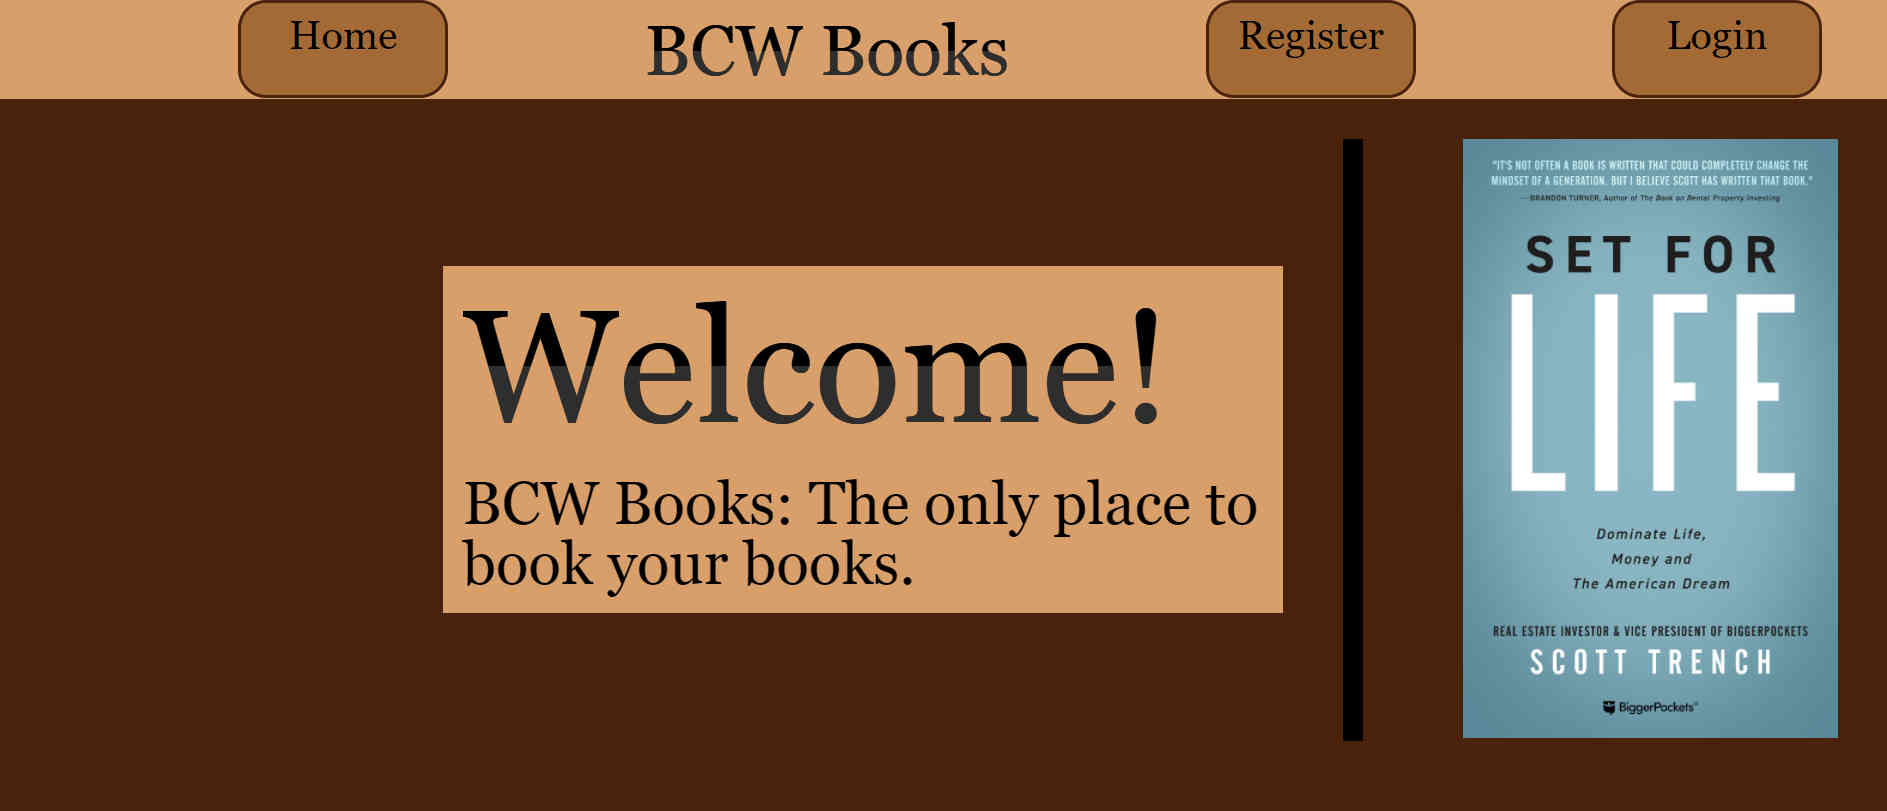 Home
BCW Books
Register
Login
Welcome!
BCW Books: The only place to
book your books.
"IT'S NOT OFTEN A BOOK IS WRITTEN THAT COULD COMPLETELY CHANGE THE
MINDSET OF A GENERATION. BUT I BELIEVE SCOTT HAS WRITTEN THAT BOOK."
—BRANDON TURNER, Author of The Book on Rental Property Investing
SET FOR
LIFE
Dominate Life,
Money and
The American Dream
REAL ESTATE INVESTOR & VICE PRESIDENT OF BIGGERPOCKETS
SCOTT TRENCH
BiggerPockets®